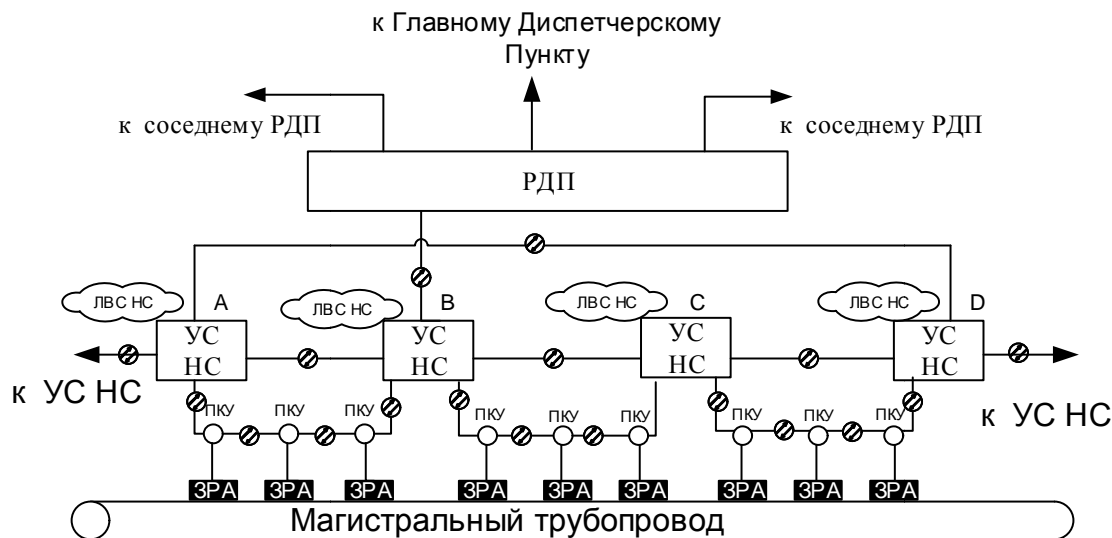 к Главному Диспетчерскому
Пункту
к соседнему РДП
к соседнему РДП
РДП
ЛВС НС
A
ЛВС НС
B
ЛВС НС
C
ЛВС НС
D
УС
НС
УС
НС
УС
НС
УС
НС
к УС НС
к УС НС
ПКУ
ПКУ
ПКУ
ПКУ
ПКУ
ПКУ
ПКУ
ПКУ
ПКУ
ЗРА
ЗРА
ЗРА
ЗРА
ЗРА
ЗРА
ЗРА
ЗРА
ЗРА
Магистральный трубопровод